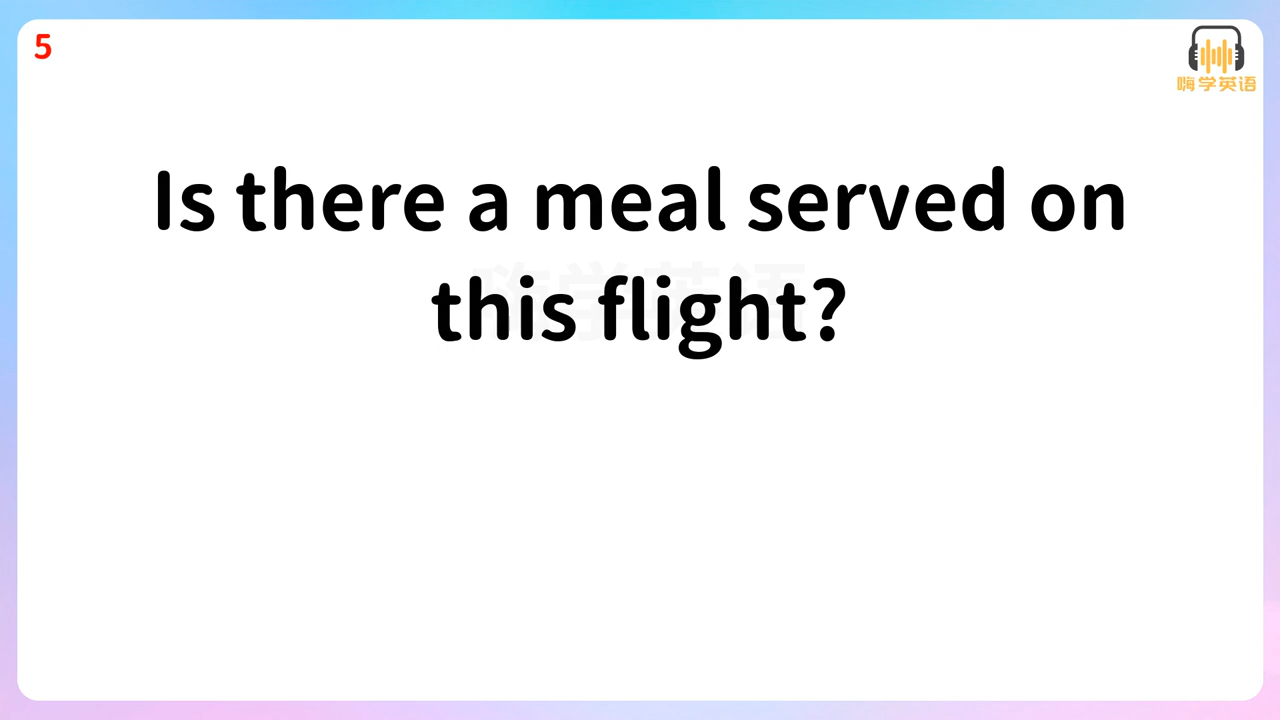 5
嗨学英语
Is there a meal served on
this flight?